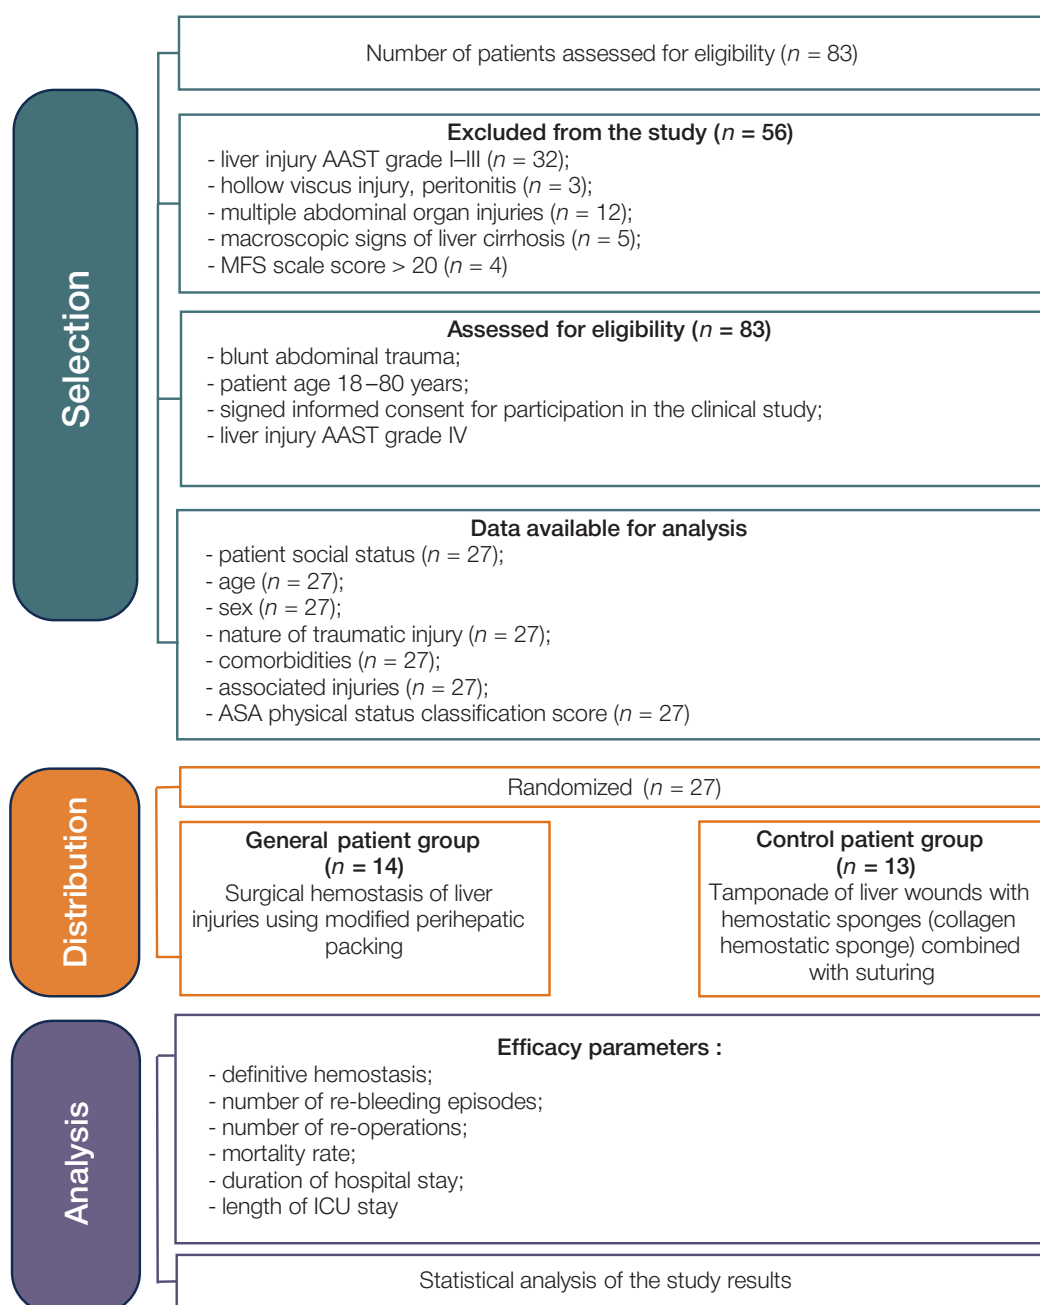 Selection
Number of patients assessed for eligibility (n = 83)
Excluded from the study (n = 56)
- liver injury AAST grade I–III (n = 32);
- hollow viscus injury, peritonitis (n = 3);
- multiple abdominal organ injuries (n = 12);
- macroscopic signs of liver cirrhosis (n = 5);
- MFS scale score > 20 (n = 4)
Assessed for eligibility (n = 83)
- blunt abdominal trauma;
- patient age 18–80 years;
- signed informed consent for participation in the clinical study;
- liver injury AAST grade IV
Data available for analysis
- patient social status (n = 27);
- age (n = 27);
- sex (n = 27);
- nature of traumatic injury (n = 27);
- comorbidities (n = 27);
- associated injuries (n = 27);
- ASA physical status classification score (n = 27)
Distribution
Randomized (n = 27)
General patient group
(n = 14)
Surgical hemostasis of liver
injuries using modified perihepatic
packing
Control patient group
(n = 13)
Tamponade of liver wounds with
hemostatic sponges (collagen
hemostatic sponge) combined
with suturing
Analysis
Efficacy parameters :
- definitive hemostasis;
- number of re-bleeding episodes;
- number of re-operations;
- mortality rate;
- duration of hospital stay;
- length of ICU stay
Statistical analysis of the study results